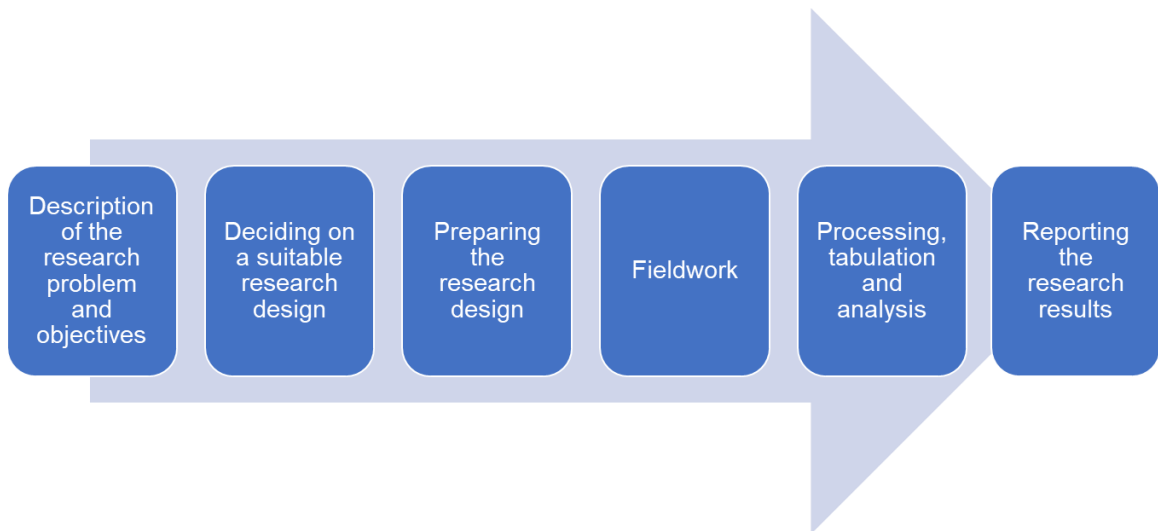 Description
of the
research
problem
and
objectives
Deciding on
a suitable
research
design
Preparing
the
research
design
Fieldwork
Processing,
tabulation
and
analysis
Reporting
the
research
results